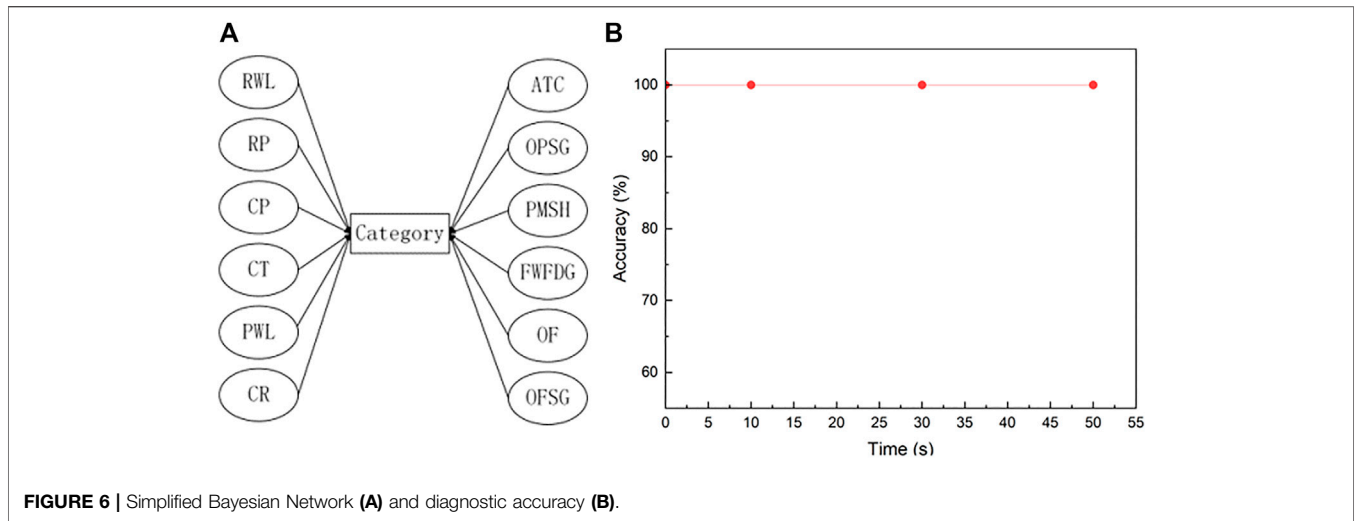 A
RWL
RP
CP
CT
PWL
CR
Category
ATC
OPSG
PMSH
FWFDG
OF
OFSG
B
Accuracy (%)
100
90
80
70
60
0 5 10 15 20 25 30 35 40 45 50 55
Time (s)
FIGURE 6 | Simplified Bayesian Network (A) and diagnostic accuracy (B).